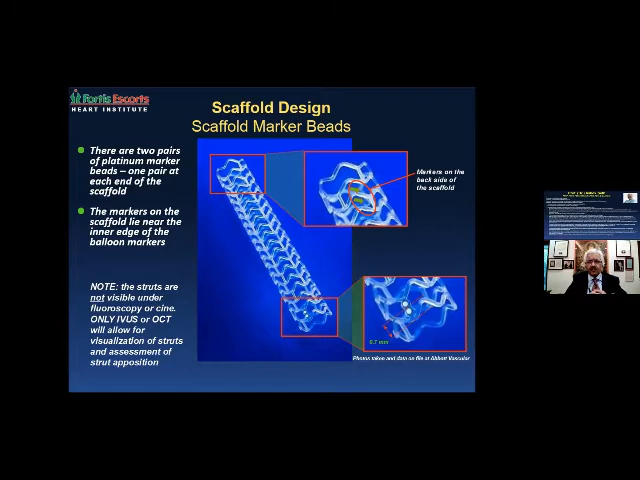 Fortis Escorts
HEART INSTITUTE
Scaffold Design
Scaffold Marker Beads
There are two pairs
of platinum marker
beads – one pair at
each end of the
scaffold
The markers on the
scaffold lie near the
inner edge of the
balloon markers
NOTE: the struts are
not visible under
fluoroscopy or cine.
ONLY IVUS or OCT
will allow for
visualization of struts
and assessment of
strut apposition
Markers on the
back side of
the scaffold
0.7 mm
Photos taken and data on file at Abbott Vascular